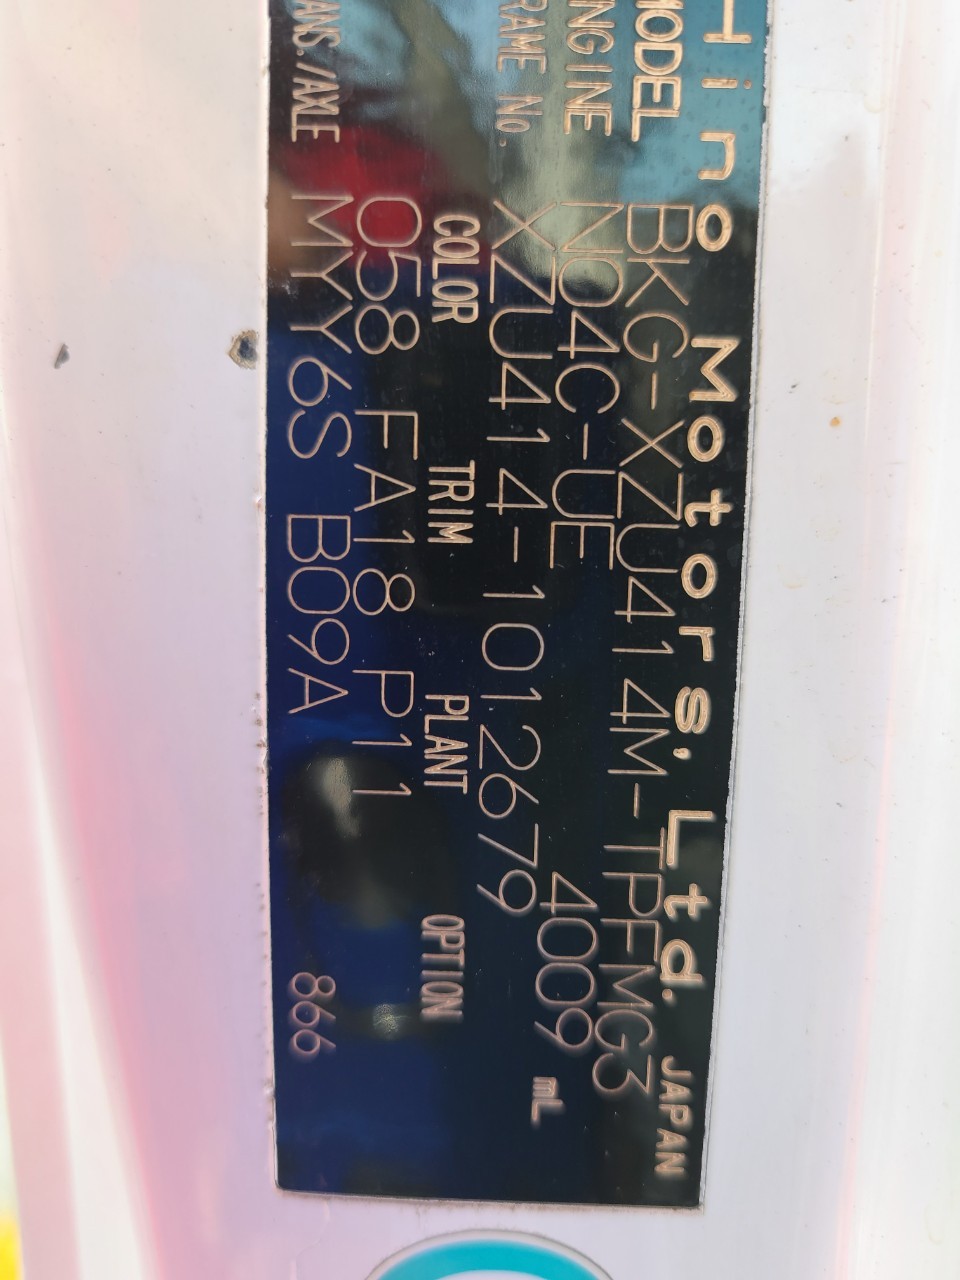 Hino Motors, Ltd. JAPAN
MODEL BKG-XZU414M-TPFMG3
ENGINE N04C-UE 4009 mL
FRAME No. XZU414-1012679
COLOR TRIM PLANT OPTION
058 FA18 P11
TRANS./AXLE MYY6S B09A 866